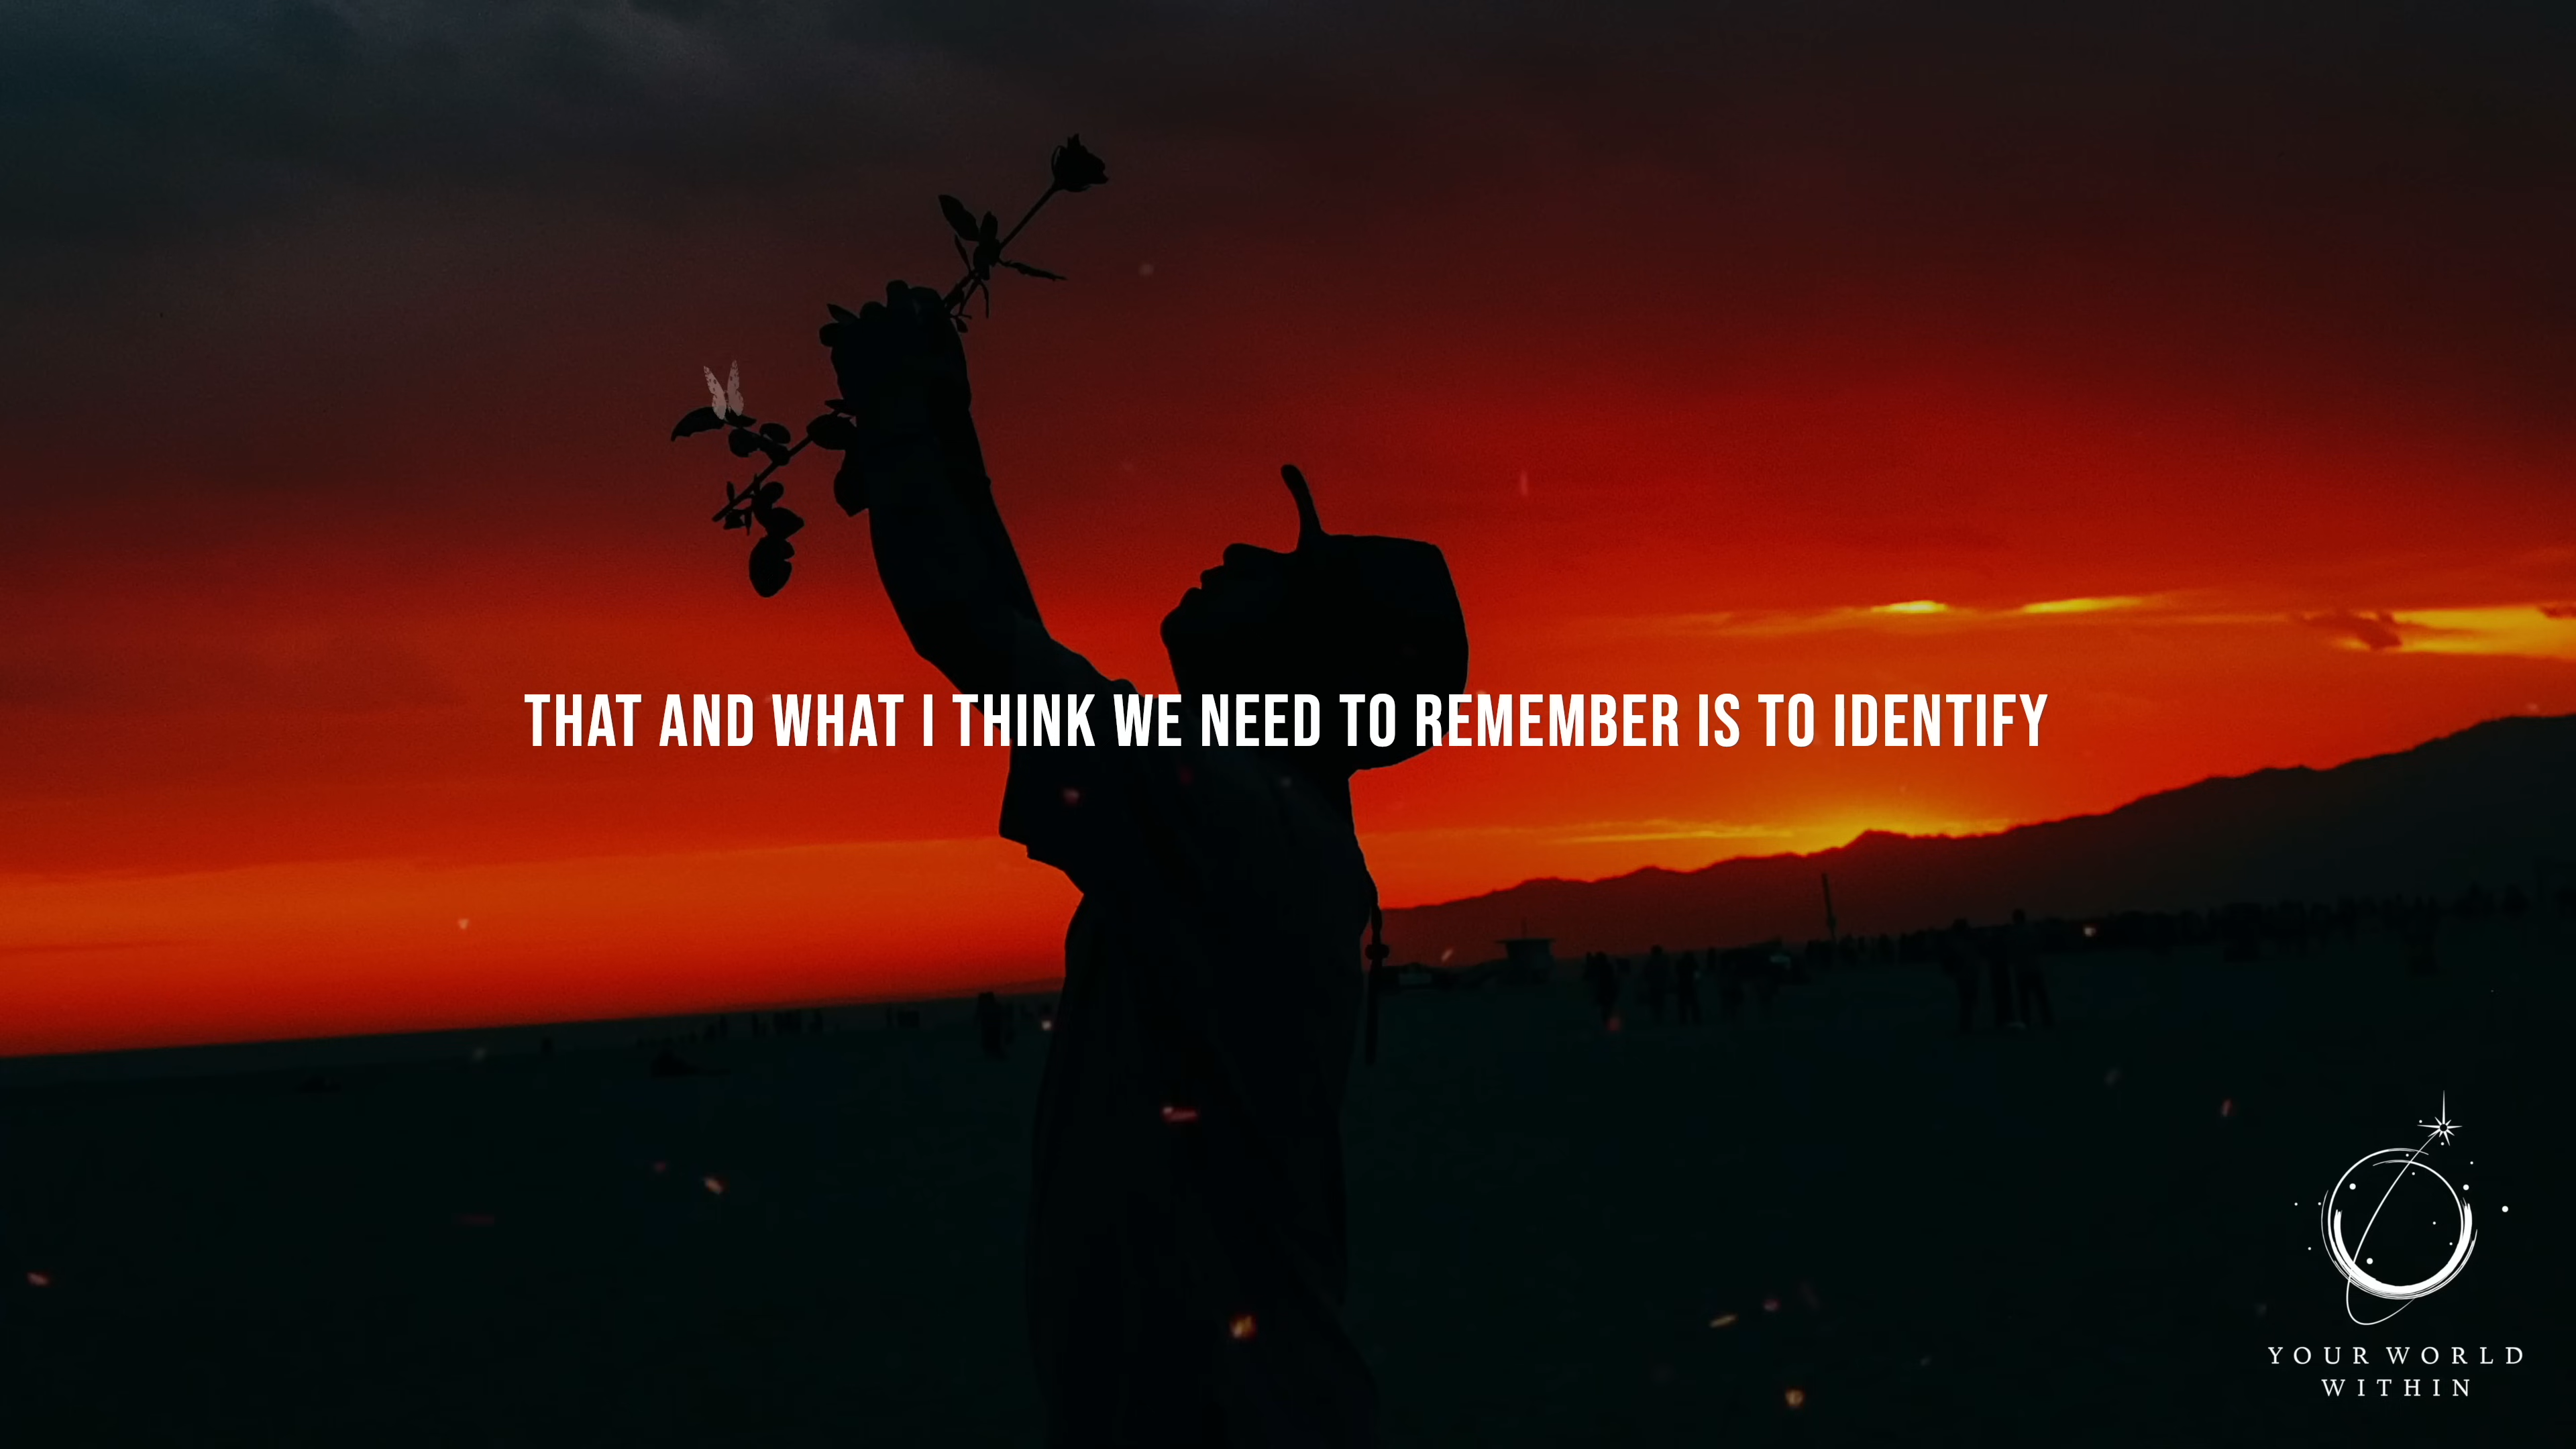 THAT AND WHAT I THINK WE NEED TO REMEMBER IS TO IDENTIFY
YOUR WORLD
WITHIN